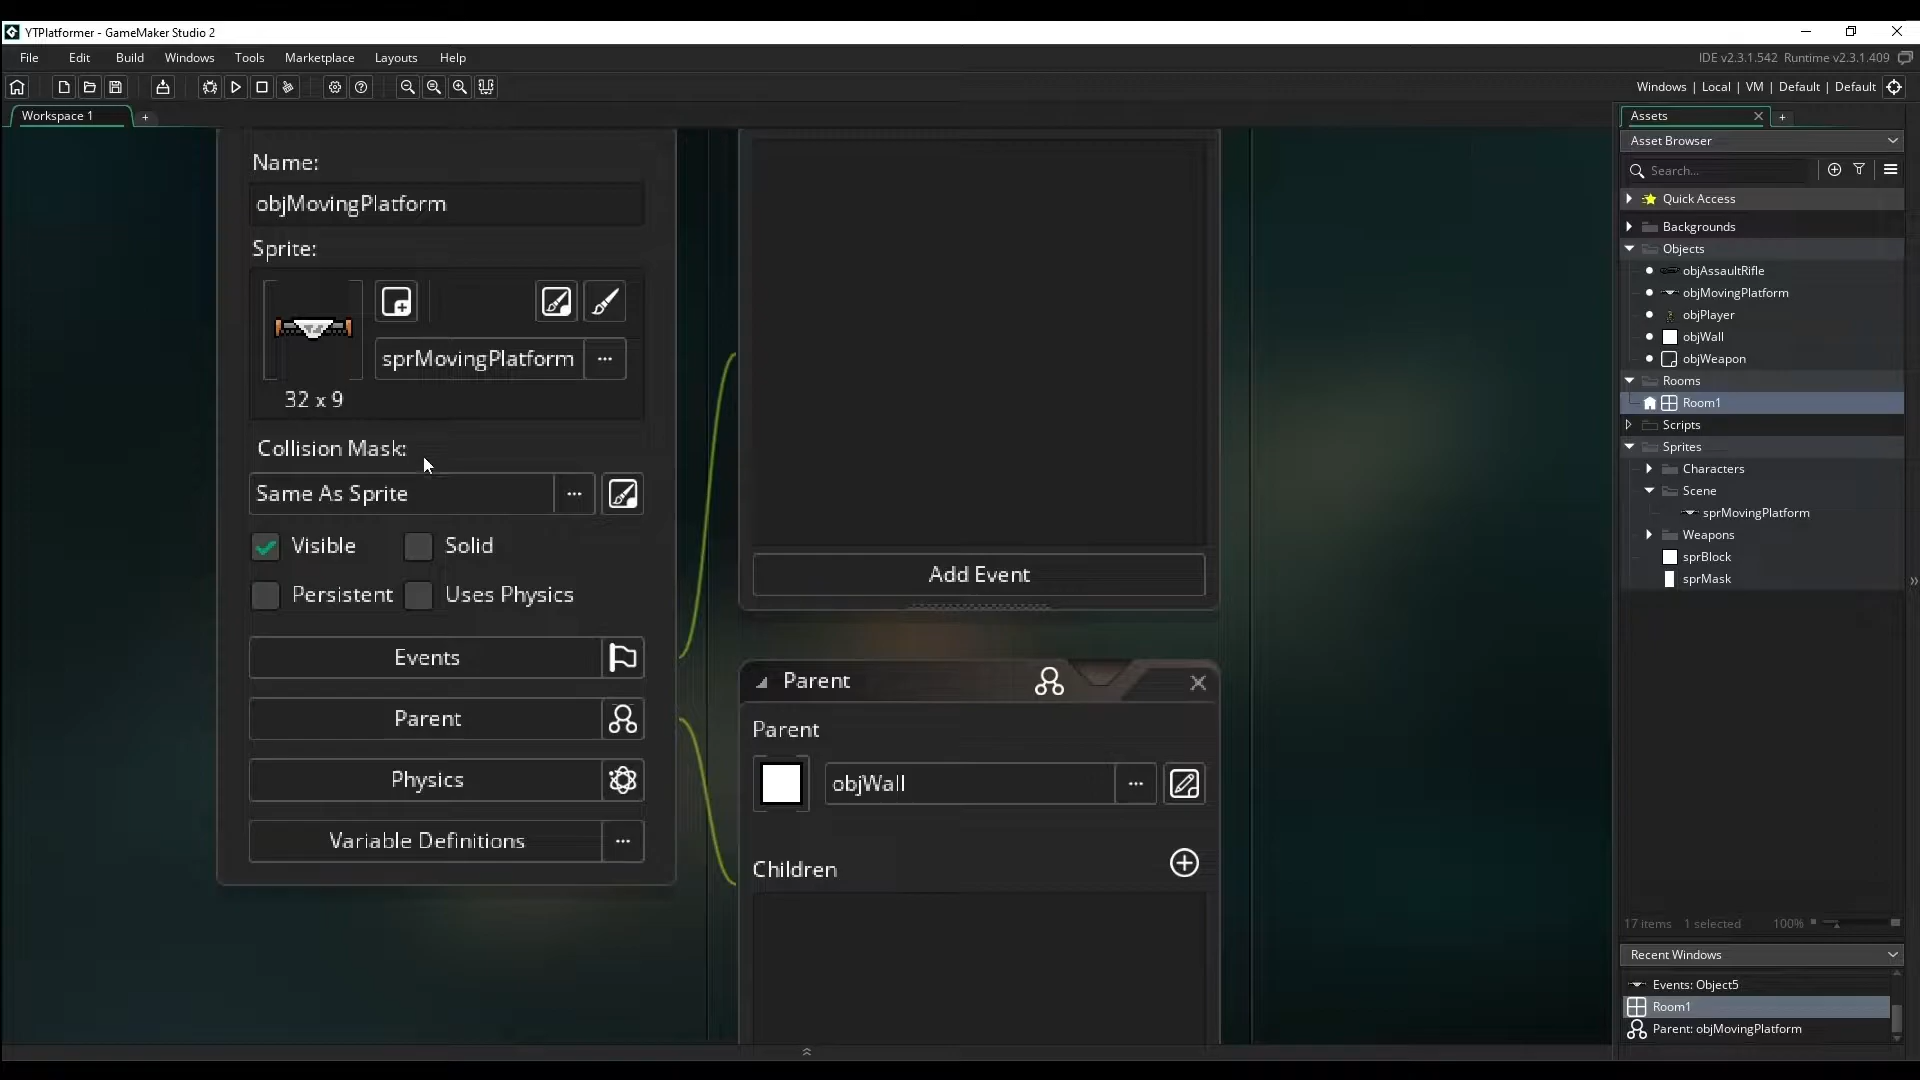 YTPlatformer - GameMaker Studio 2
File Edit Build Windows Tools Marketplace Layouts Help
IDE v2.3.1.542 Runtime v2.3.1.409
Windows | Local | VM | Default | Default
Workspace 1
+
Name:
objMovingPlatform
Sprite:
sprMovingPlatform
...
32 x 9
Collision Mask:
Same As Sprite
...
Visible
Solid
Persistent
Uses Physics
Events
Parent
Physics
Variable Definitions
...
Add Event
Parent
Parent
objWall
...
Children
Assets
+
Asset Browser
Search...
Quick Access
Backgrounds
Objects
objAssaultRifle
objMovingPlatform
objPlayer
objWall
objWeapon
Rooms
Room1
Scripts
Sprites
Characters
Scene
sprMovingPlatform
Weapons
sprBlock
sprMask
17 items 1 selected 100%
Recent Windows
Events: Object5
Room1
Parent: objMovingPlatform